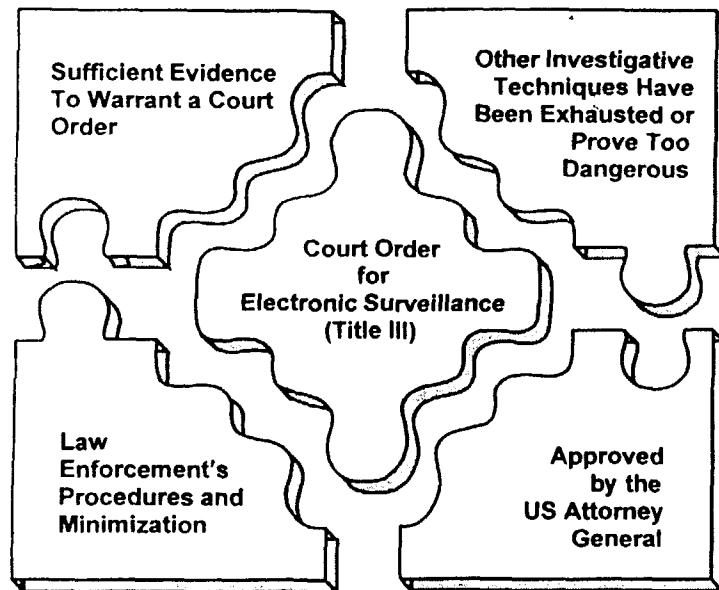 Sufficient Evidence
To Warrant a Court
Order
Other Investigative
Techniques Have
Been Exhausted or
Prove Too
Dangerous
Court Order
for
Electronic Surveillance
(Title III)
Law
Enforcement's
Procedures and
Minimization
Approved
by the
US Attorney
General